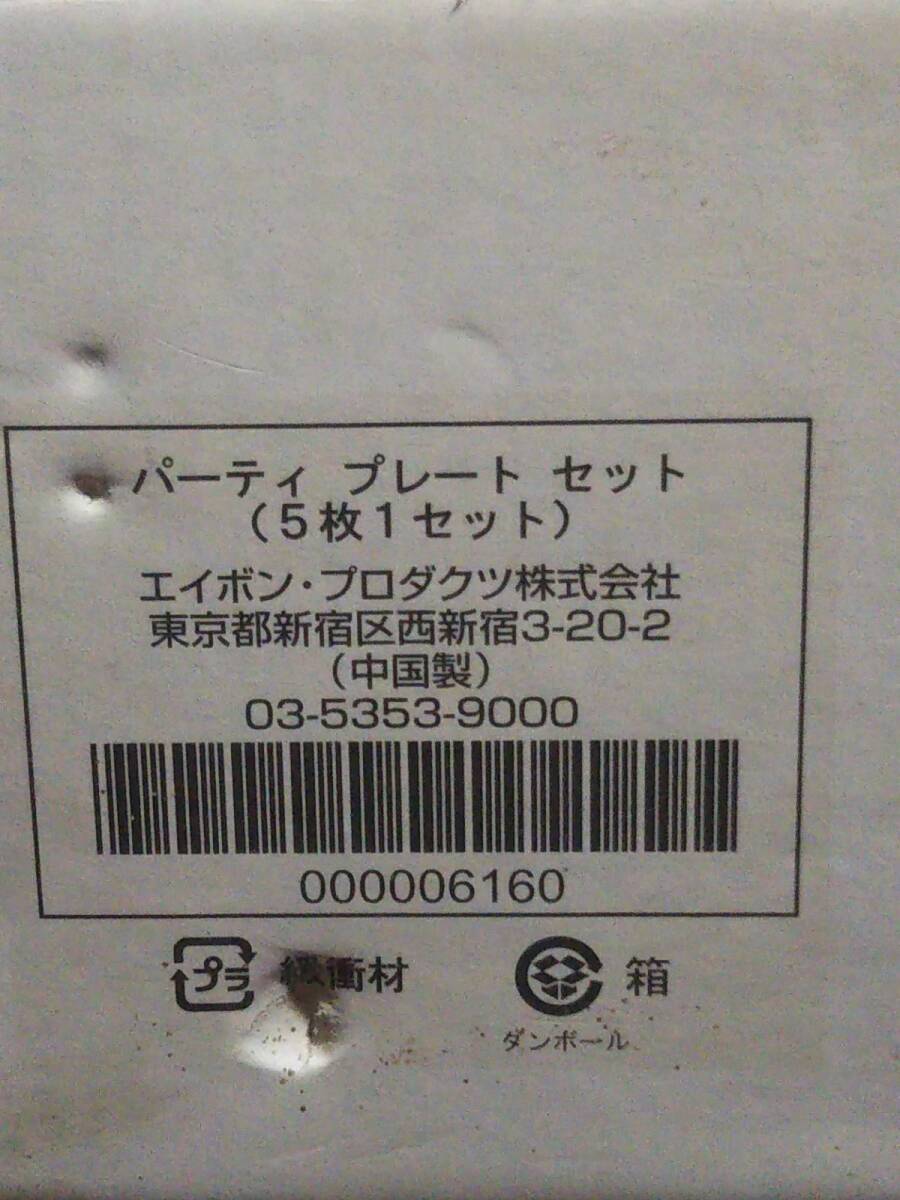 パーティ プレート セット
(5枚1セット)
エイボン・プロダクツ株式会社
東京都新宿区西新宿3-20-2
(中国製)
03-5353-9000
000006160
プラ 緩衝材
箱
ダンボール